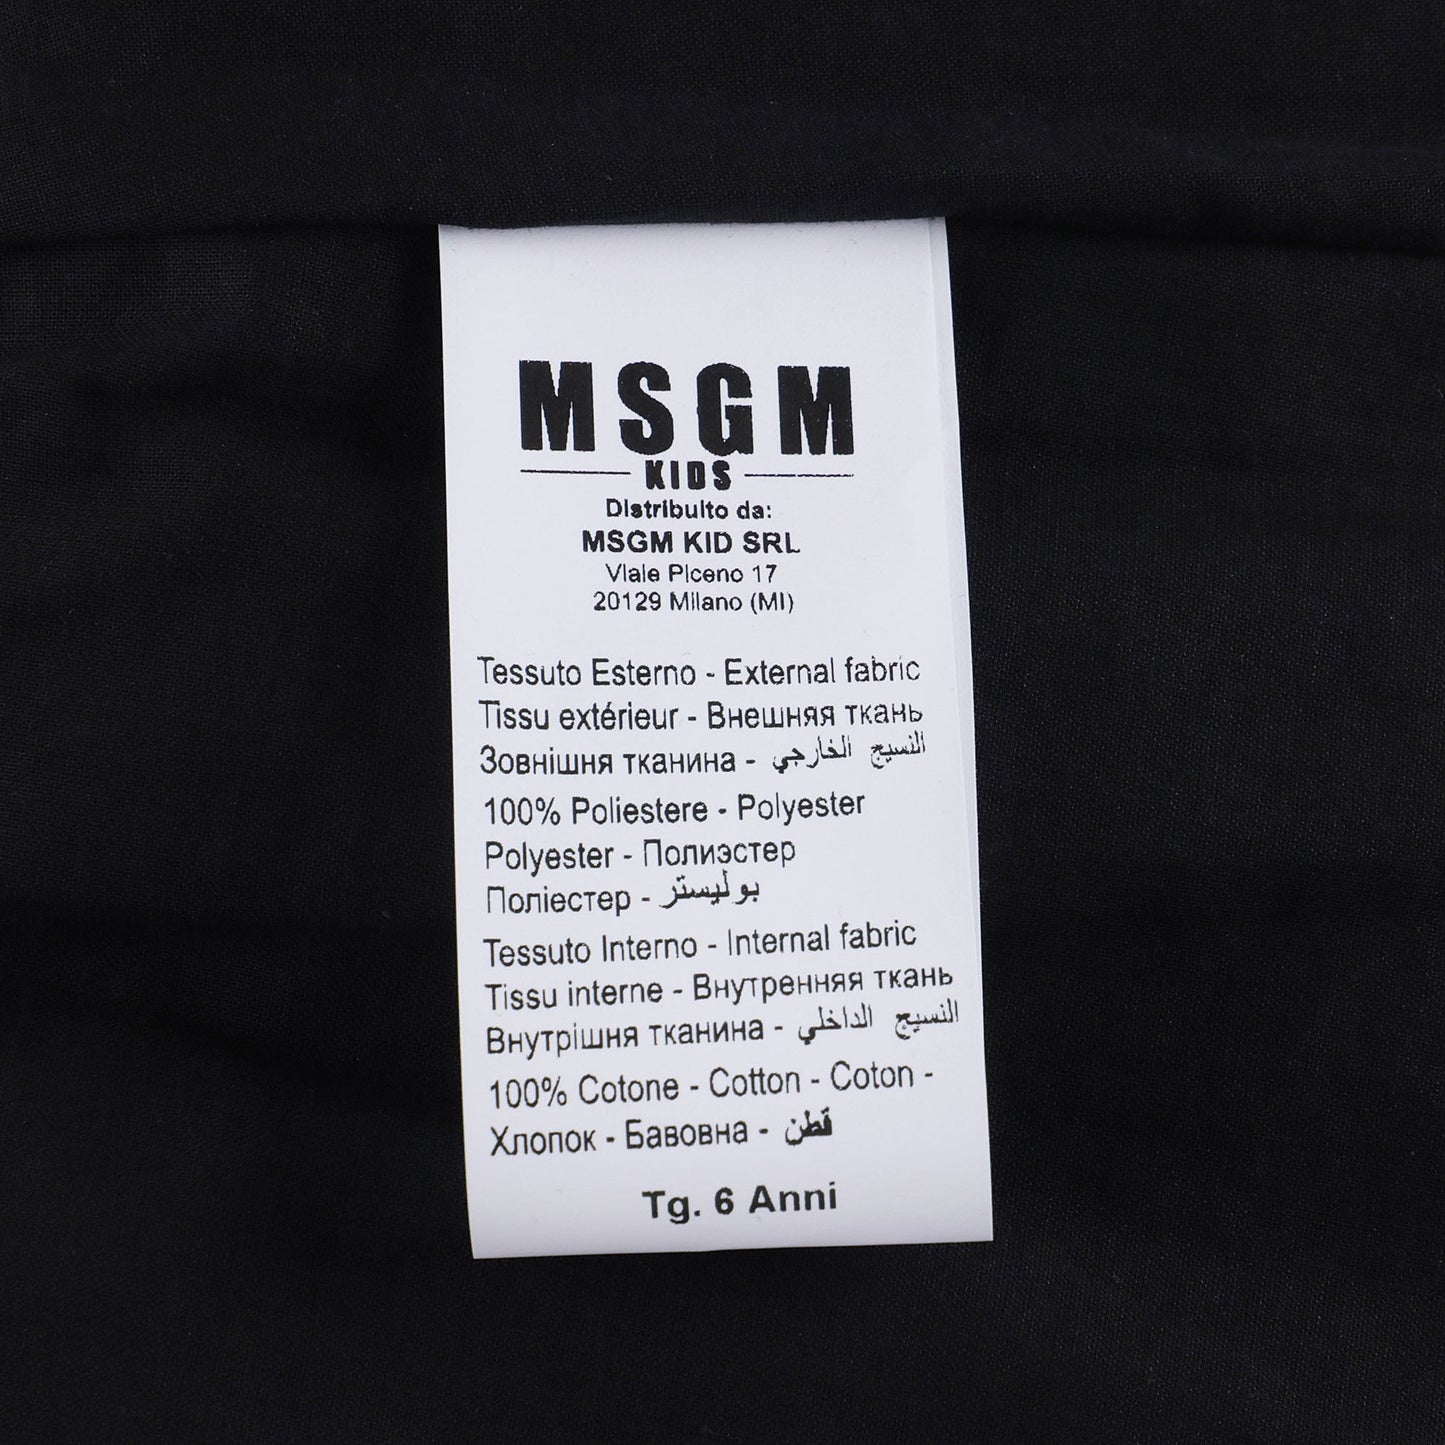 MSGM
KIDS
Distribuito da:
MSGM KID SRL
Viale Piceno 17
20129 Milano (MI)
Tessuto Esterno - External fabric
Tissu extérieur - Внешняя ткань
Зовнішня тканина - النسيج الخارجي
100% Poliestere - Polyester
Polyester - Полиэстер
Поліестер - بوليستر
Tessuto Interno - Internal fabric
Tissu interne - Внутренняя ткань
Внутрішня тканина - النسيج الداخلي
100% Cotone - Cotton - Coton -
Хлопок - Бавовна - قطن
Tg. 6 Anni